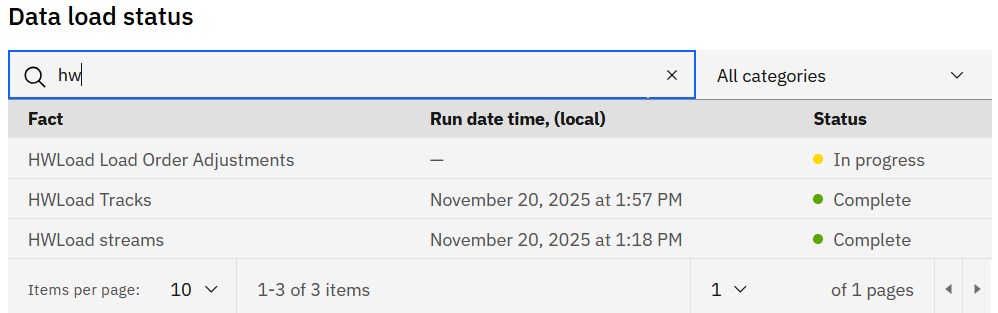 Data load status
hw
All categories
Fact Run date time, (local) Status
HWLoad Load Order Adjustments — In progress
HWLoad Tracks November 20, 2025 at 1:57 PM Complete
HWLoad streams November 20, 2025 at 1:18 PM Complete
Items per page: 10 1-3 of 3 items 1 of 1 pages